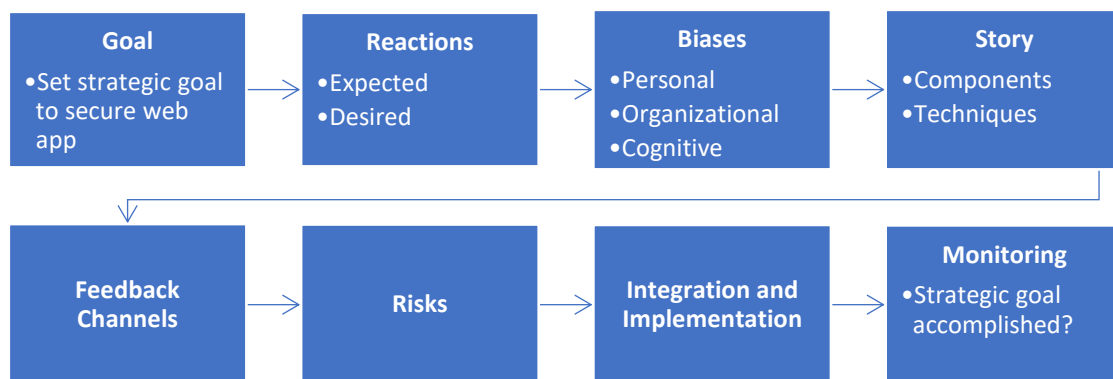 Goal
•Set strategic goal
to secure web
app
Reactions
•Expected
•Desired
Biases
•Personal
•Organizational
•Cognitive
Story
•Components
•Techniques
Feedback
Channels
Risks
Integration and
Implementation
Monitoring
•Strategic goal
accomplished?